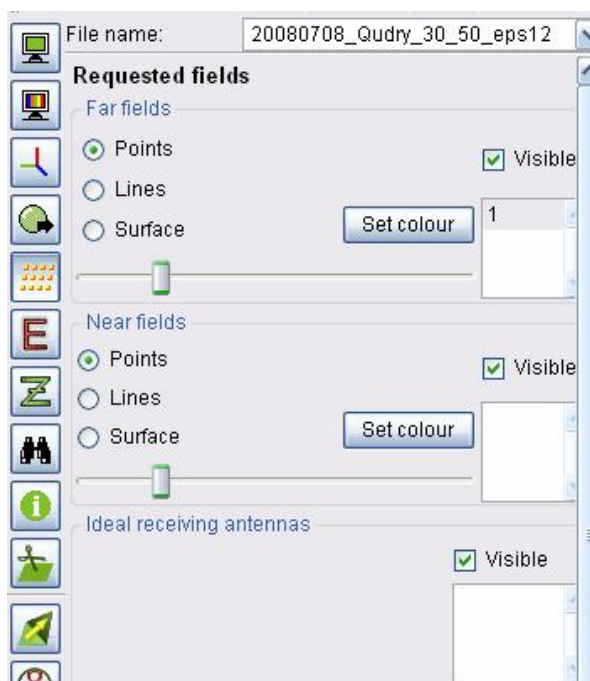 File name: 20080708_Qudry_30_50_eps12
Requested fields
Far fields
Points
Visible
Lines
Surface
Set colour
1
Near fields
Points
Visible
Lines
Surface
Set colour
Ideal receiving antennas
Visible
E
Z
i